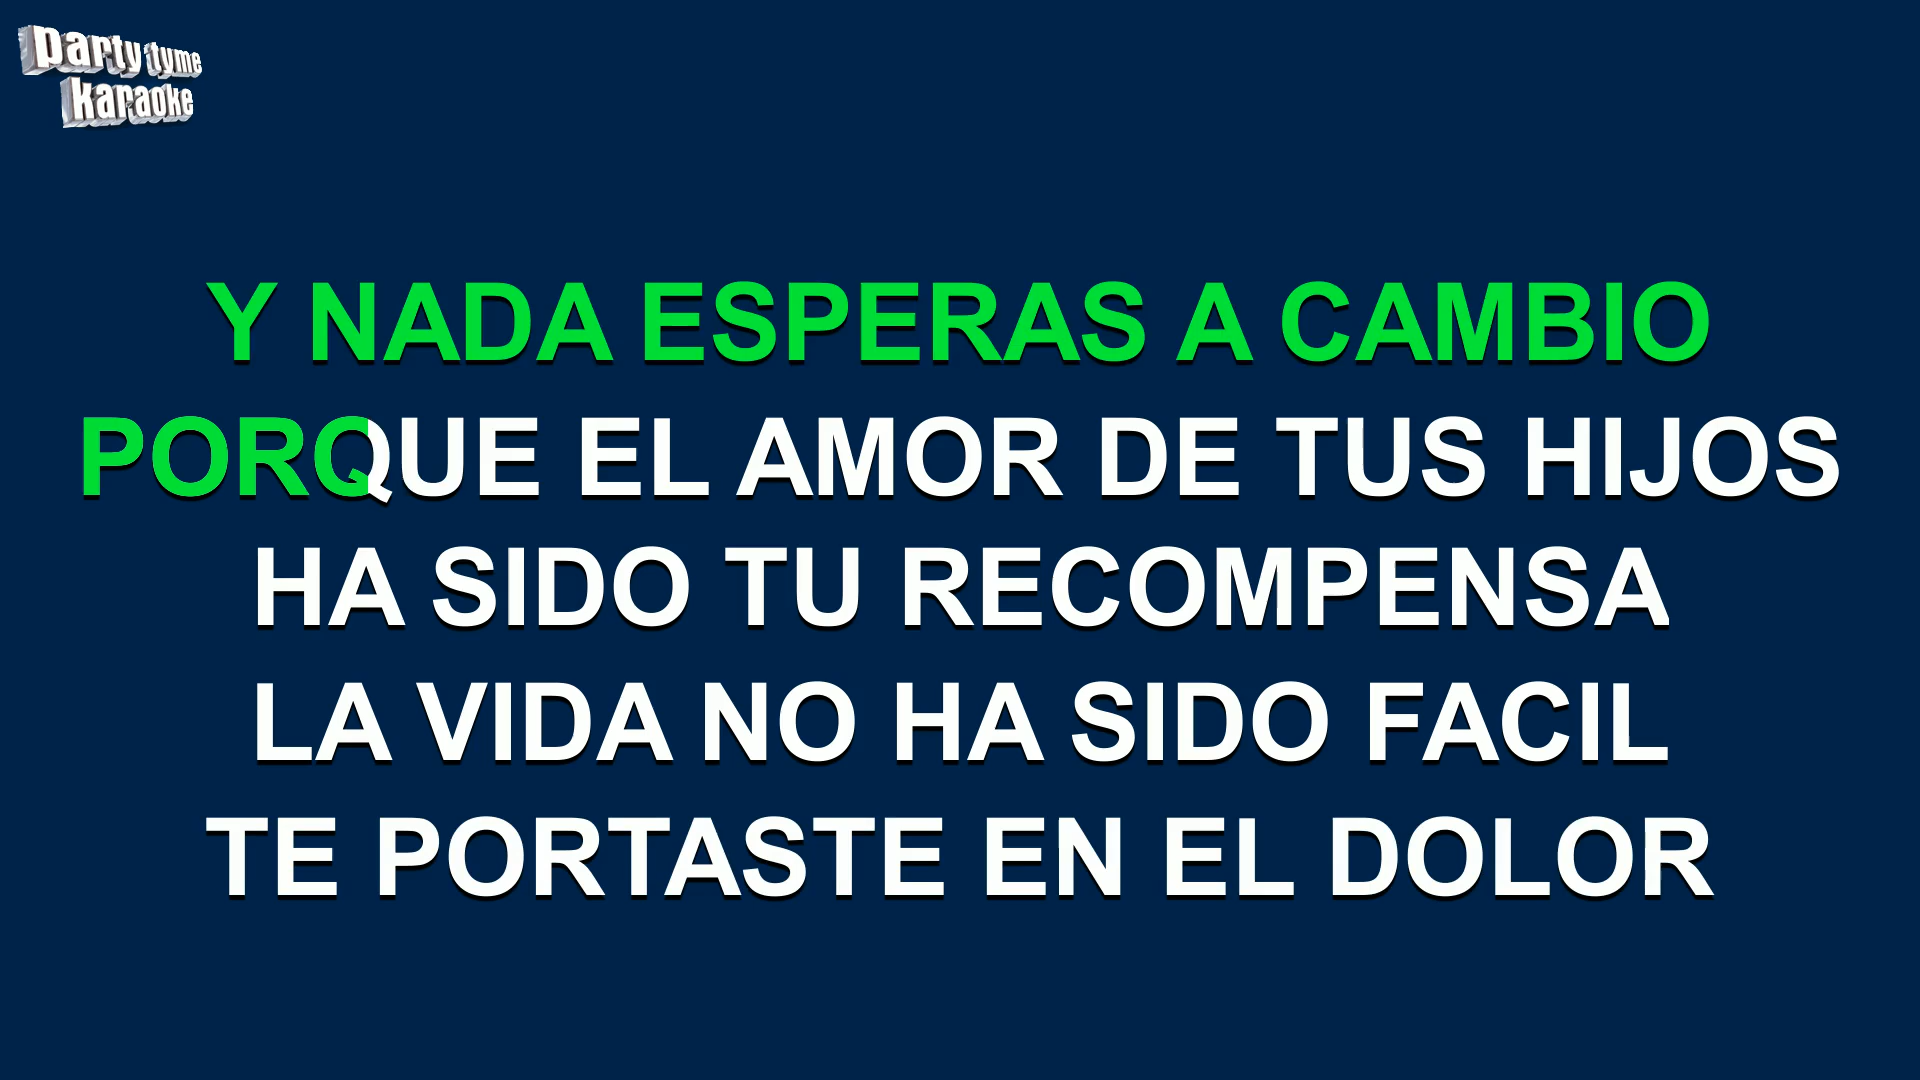 party tyme
karaoke
Y NADA ESPERAS A CAMBIO
PORQUE EL AMOR DE TUS HIJOS
HA SIDO TU RECOMPENSA
LA VIDA NO HA SIDO FACIL
TE PORTASTE EN EL DOLOR